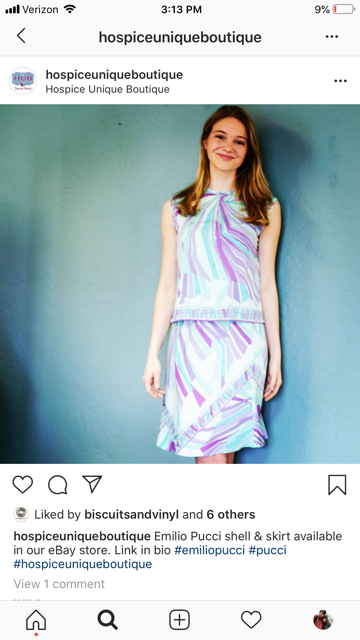 Verizon 3:13 PM 9%
hospiceuniqueboutique
hospiceuniqueboutique
Hospice Unique Boutique
Liked by biscuitsandvinyl and 6 others
hospiceuniqueboutique Emilio Pucci shell & skirt available
in our eBay store. Link in bio #emiliopucci #pucci
#hospiceuniqueboutique
View 1 comment